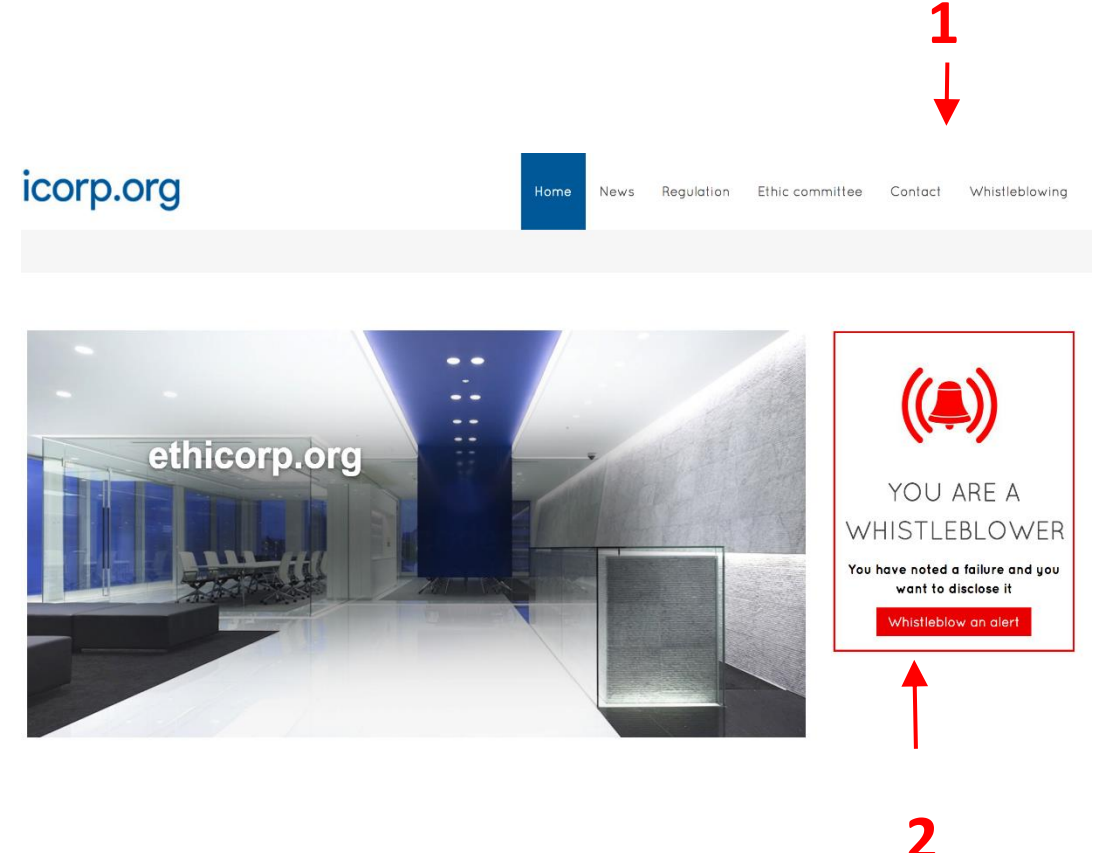 1
icorp.org
Home News Regulation Ethic committee Contact Whistleblowing
ethicorp.org
YOU ARE A
WHISTLEBLOWER
You have noted a failure and you
want to disclose it
Whistleblow an alert
2